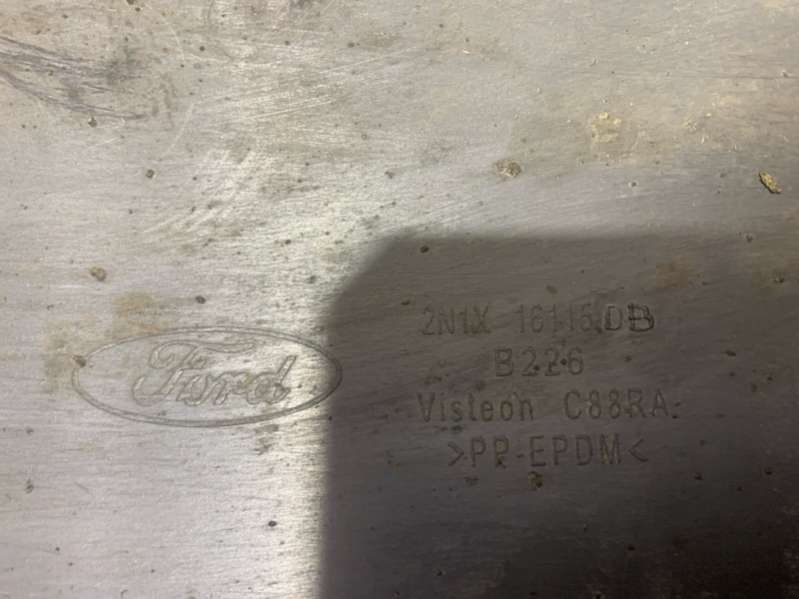 Ford
2N1X 16115 DB
B226
Visteon C88RA
>PP-EPDM<